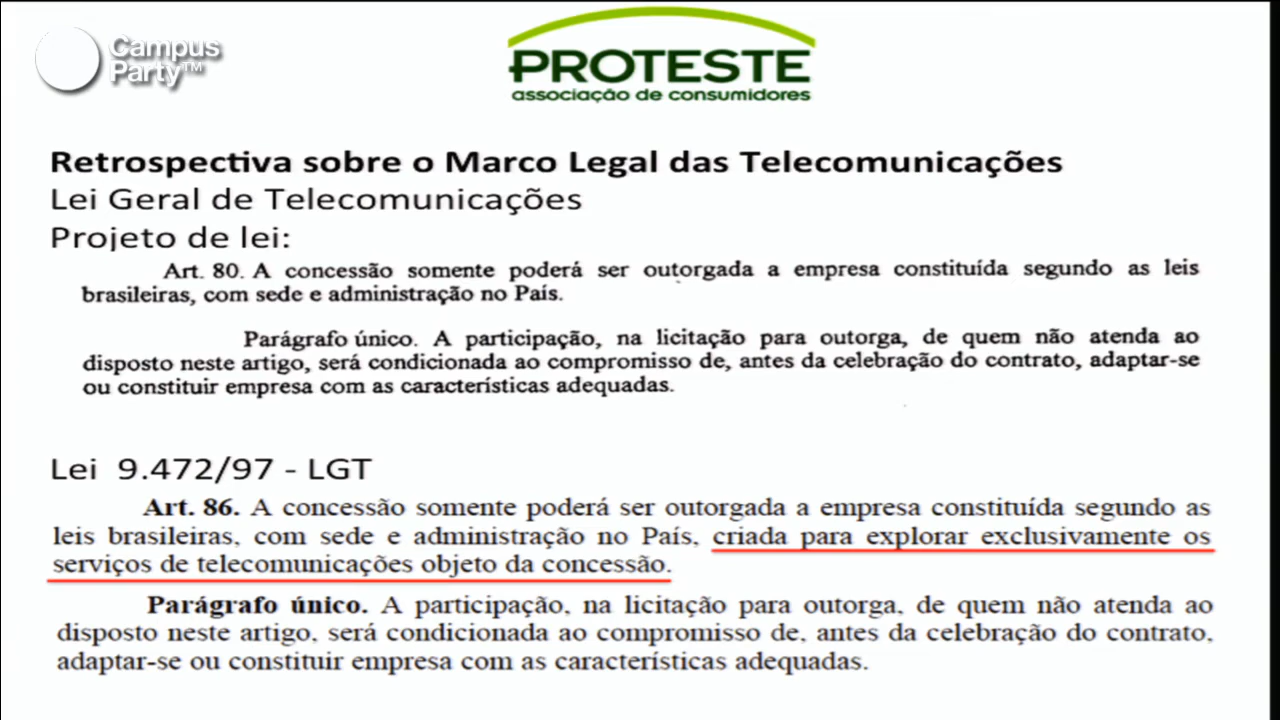 Campus
Party™
PROTESTE
associação de consumidores
Retrospectiva sobre o Marco Legal das Telecomunicações
Lei Geral de Telecomunicações
Projeto de lei:
Art. 80. A concessão somente poderá ser outorgada a empresa constituída segundo as leis
brasileiras, com sede e administração no País.
Parágrafo único. A participação, na licitação para outorga, de quem não atenda ao
disposto neste artigo, será condicionada ao compromisso de, antes da celebração do contrato, adaptar-se
ou constituir empresa com as características adequadas.
Lei 9.472/97 - LGT
Art. 86. A concessão somente poderá ser outorgada a empresa constituída segundo as
leis brasileiras, com sede e administração no País, criada para explorar exclusivamente os
serviços de telecomunicações objeto da concessão.
Parágrafo único. A participação, na licitação para outorga, de quem não atenda ao
disposto neste artigo, será condicionada ao compromisso de, antes da celebração do contrato,
adaptar-se ou constituir empresa com as características adequadas.